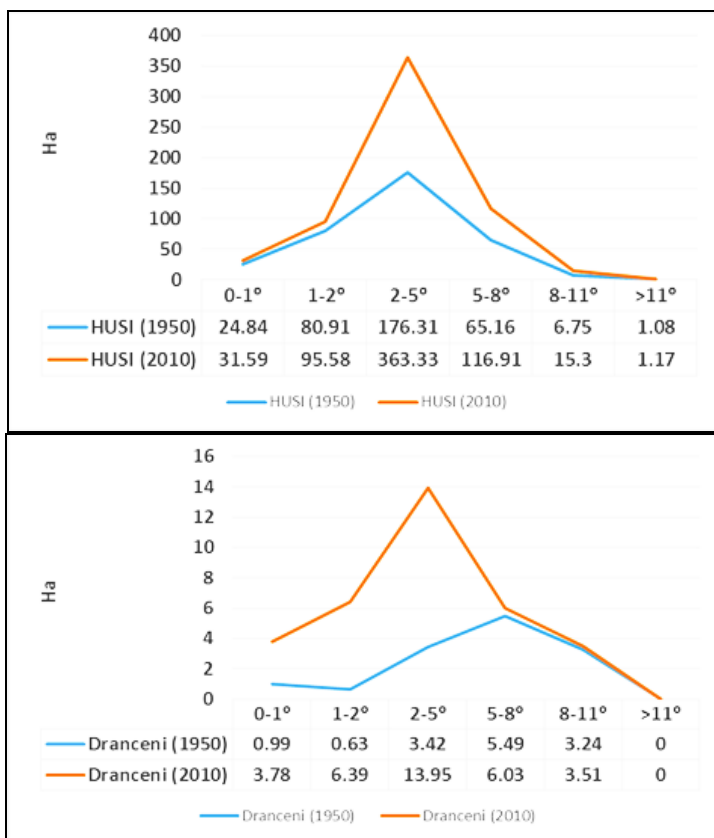 400
350
300
250
200
150
100
50
0
Ha
0-1° 1-2° 2-5° 5-8° 8-11° >11°
HUSI (1950) 24.84 80.91 176.31 65.16 6.75 1.08
HUSI (2010) 31.59 95.58 363.33 116.91 15.3 1.17
HUSI (1950) HUSI (2010)
16
14
12
10
8
6
4
2
0
Ha
0-1° 1-2° 2-5° 5-8° 8-11° >11°
Dranceni (1950) 0.99 0.63 3.42 5.49 3.24 0
Dranceni (2010) 3.78 6.39 13.95 6.03 3.51 0
Dranceni (1950) Dranceni (2010)